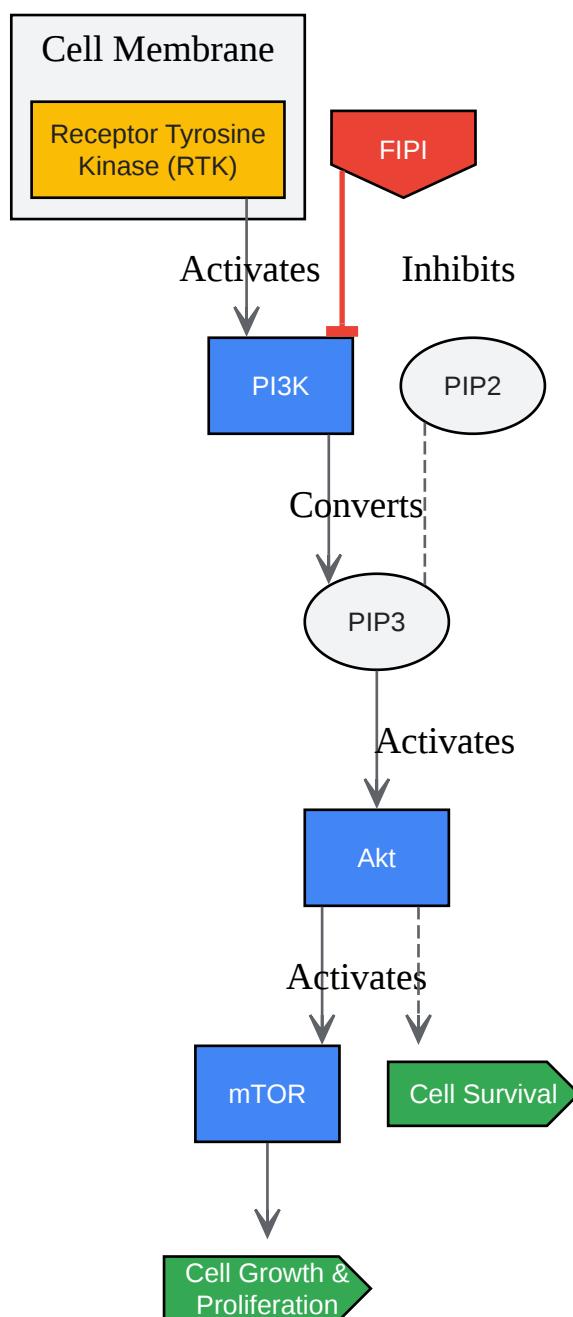 Cell Membrane
Receptor Tyrosine
Kinase (RTK)
FIPI
Activates
Inhibits
PI3K
PIP2
Converts
PIP3
Activates
Akt
Activates
mTOR
Cell Survival
Cell Growth &
Proliferation